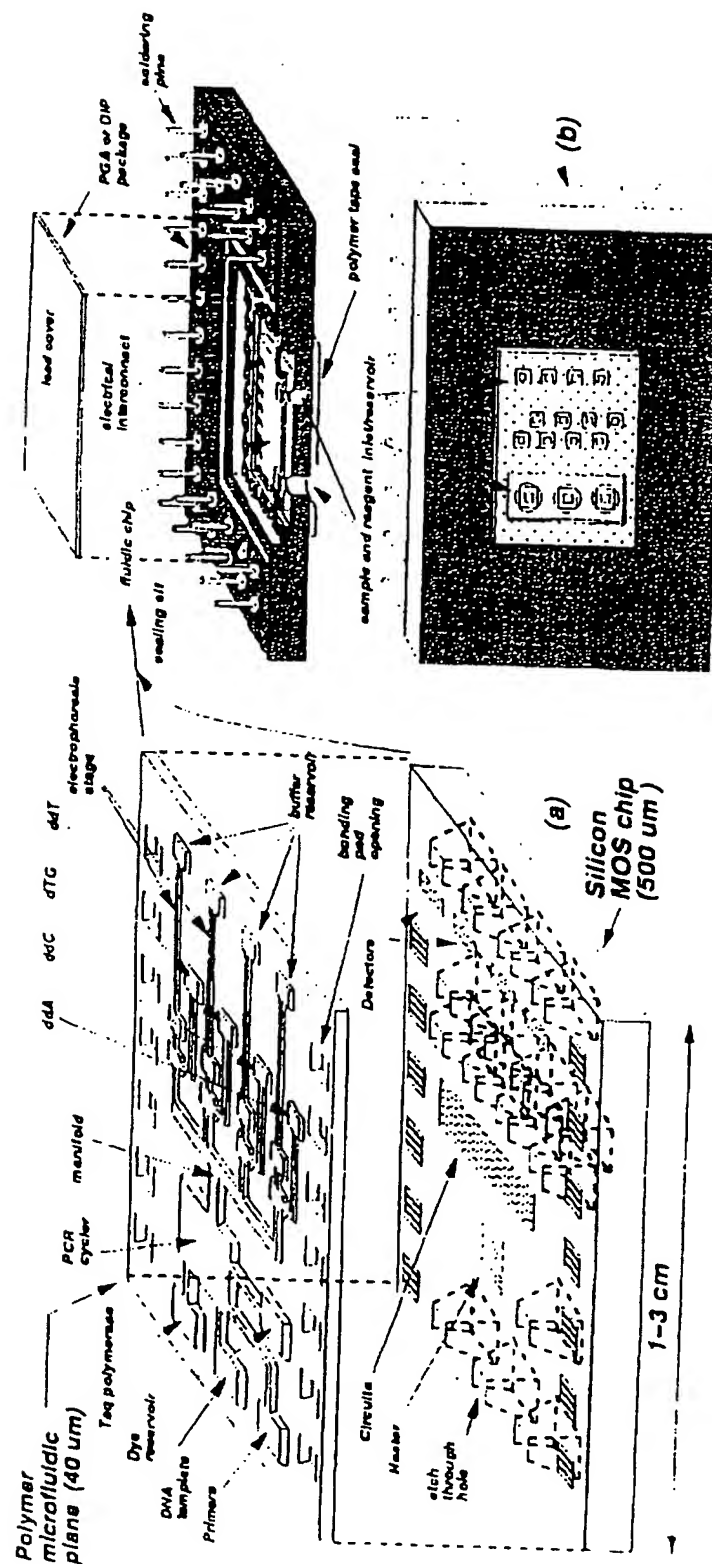 Polymer
microfluidic
plane (40 um)
Taq polymerase
Dye
reservoir
DNA
template
Primers
PCR
cycler
manifold
ddA
ddC
dTG
ddT
electrophoresis
stage
buffer
reservoir
bonding
pad
opening
Detectors
Circuits
Heater
etch
through
hole
1-3 cm
(a)
Silicon
MOS chip
(500 um)
fluidic chip
sealing oil
electrical
interconnect
lead cover
PGA or DIP
package
soldering
pins
polymer tape seal
sample and reagent inlet/reservoir
(b)